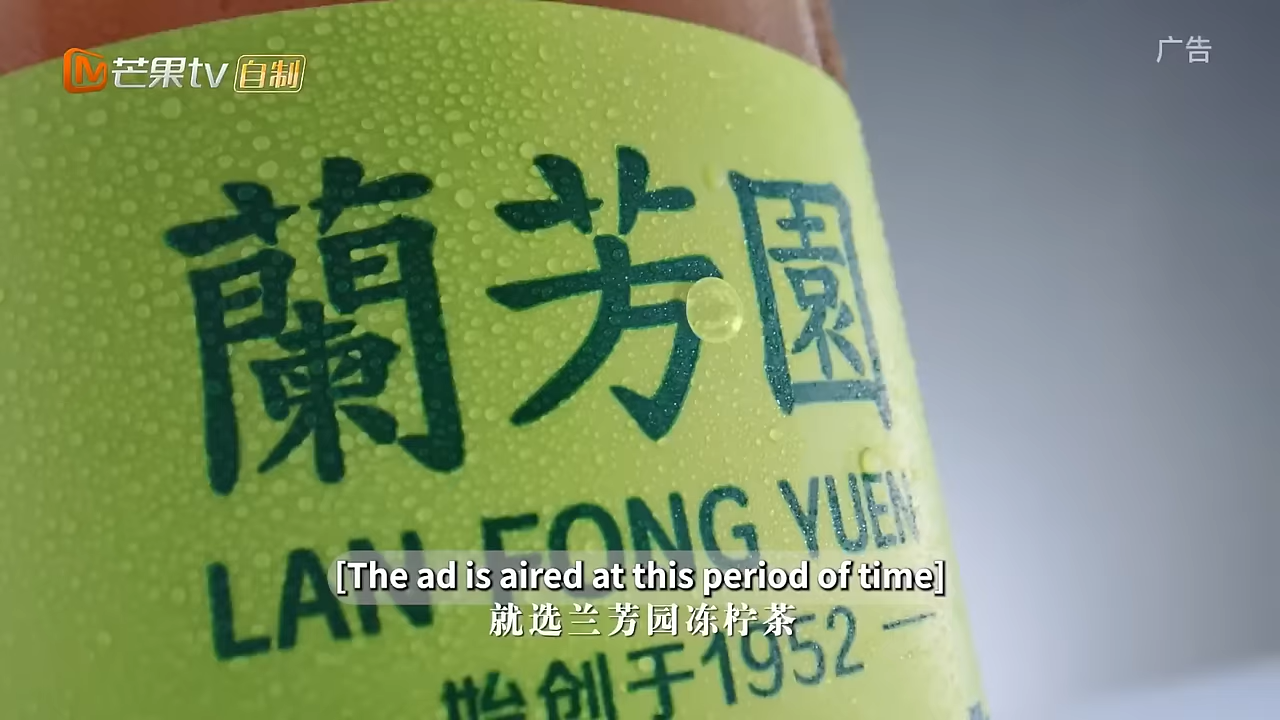 芒果tv 自制
广告
蘭芳園
LAN FONG YUEN
[The ad is aired at this period of time]
就选兰芳园冻柠茶
始创于1952